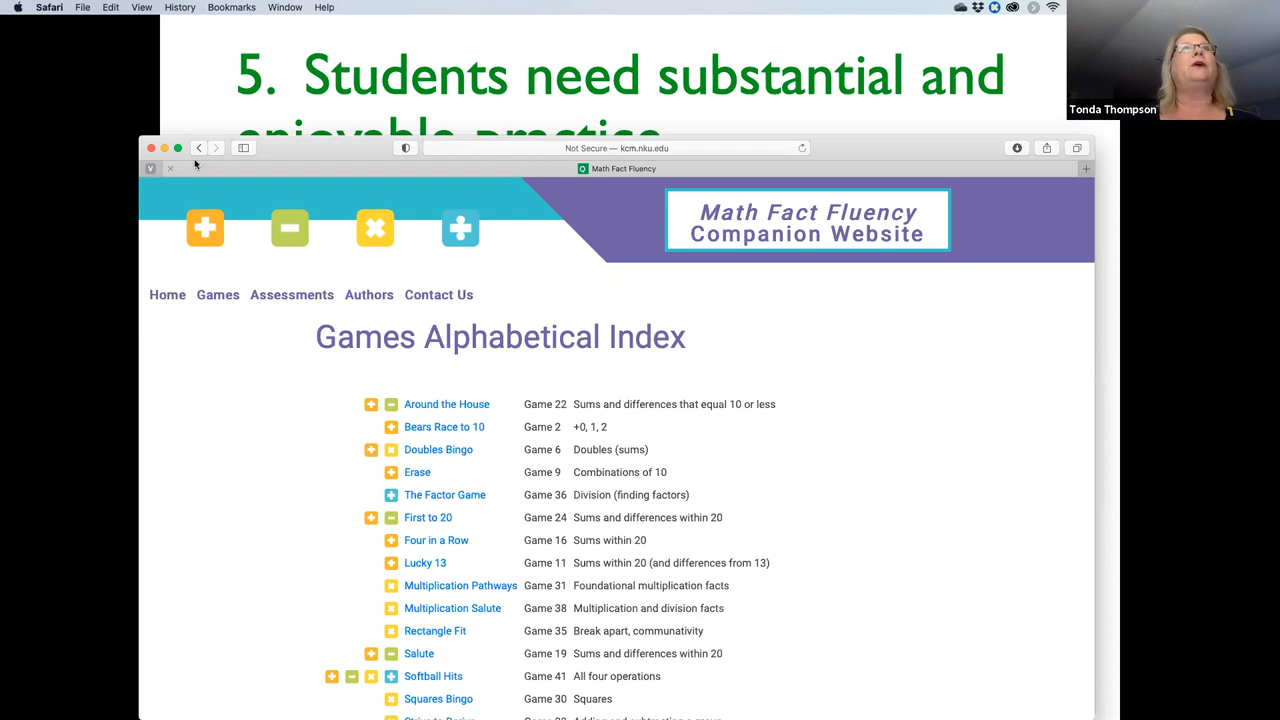 Safari File Edit View History Bookmarks Window Help
5. Students need substantial and
enjoyable practice
Tonda Thompson
Not Secure — kcm.nku.edu
Math Fact Fluency
Math Fact Fluency
Companion Website
Home Games Assessments Authors Contact Us
Games Alphabetical Index
Around the House Game 22 Sums and differences that equal 10 or less
Bears Race to 10 Game 2 +0, 1, 2
Doubles Bingo Game 6 Doubles (sums)
Erase Game 9 Combinations of 10
The Factor Game Game 36 Division (finding factors)
First to 20 Game 24 Sums and differences within 20
Four in a Row Game 16 Sums within 20
Lucky 13 Game 11 Sums within 20 (and differences from 13)
Multiplication Pathways Game 31 Foundational multiplication facts
Multiplication Salute Game 38 Multiplication and division facts
Rectangle Fit Game 35 Break apart, communativity
Salute Game 19 Sums and differences within 20
Softball Hits Game 41 All four operations
Squares Bingo Game 30 Squares